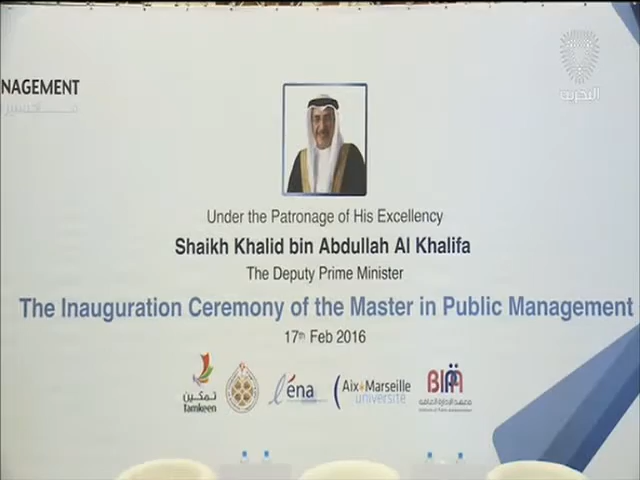 NAGEMENT
البحرين
Under the Patronage of His Excellency
Shaikh Khalid bin Abdullah Al Khalifa
The Deputy Prime Minister
The Inauguration Ceremony of the Master in Public Management
17th Feb 2016
تمكين
Tamkeen
l'éna
Aix+Marseille
université
BIPA
معهد الإدارة العامة